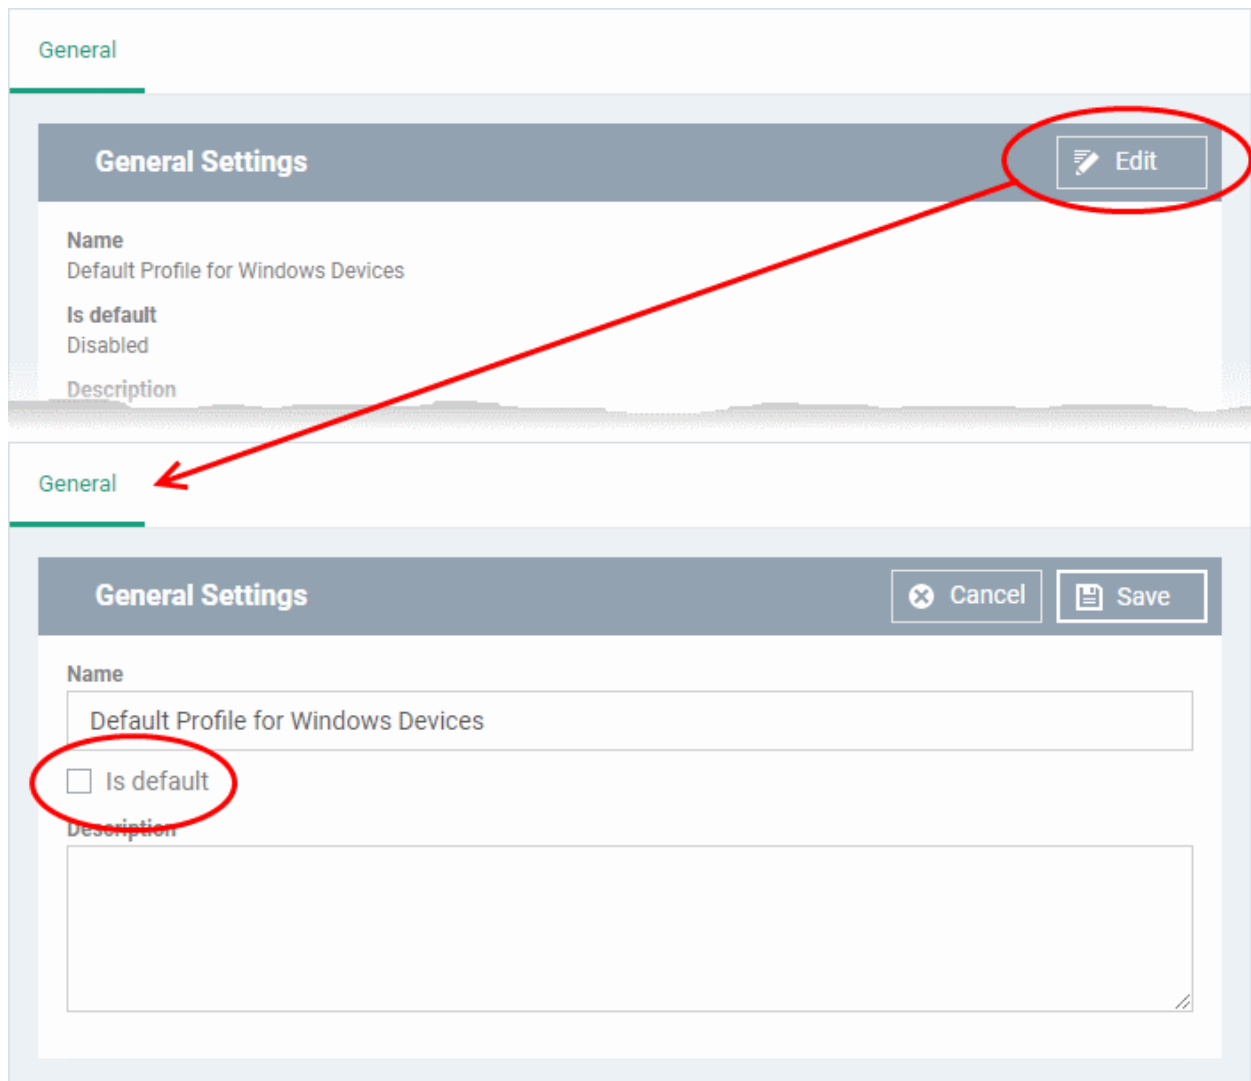 General
General Settings
Edit
Name
Default Profile for Windows Devices
Is default
Disabled
Description
General
General Settings
Cancel
Save
Name
Default Profile for Windows Devices
Is default
Description